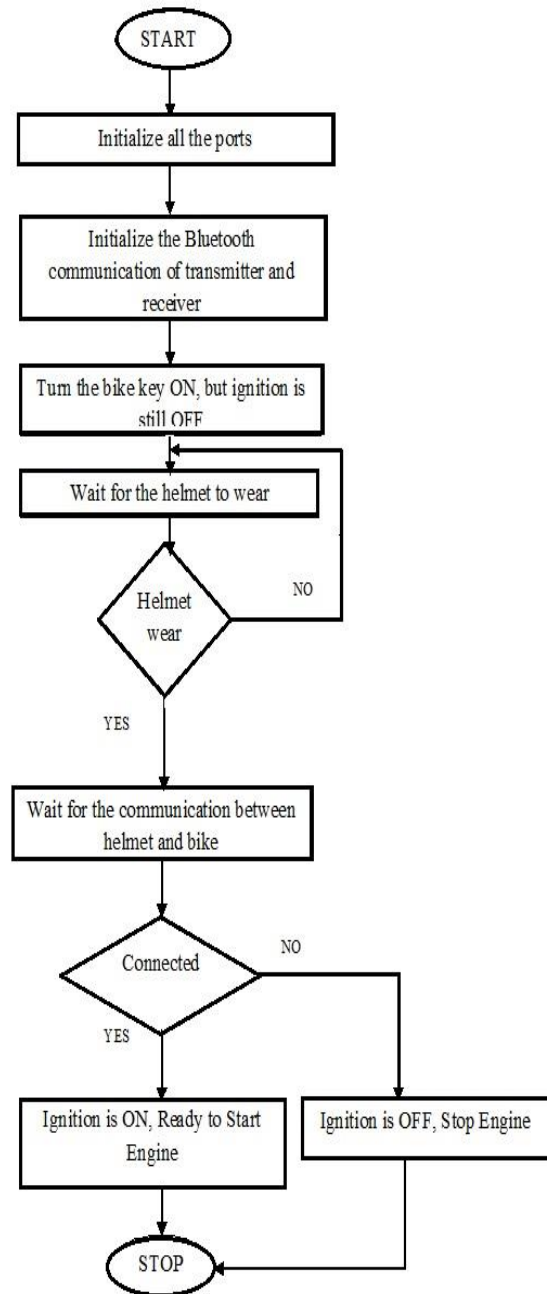 START
Initialize all the ports
Initialize the Bluetooth
communication of transmitter and
receiver
Turn the bike key ON, but ignition is
still OFF
Wait for the helmet to wear
Helmet
wear
NO
YES
Wait for the communication between
helmet and bike
Connected
NO
YES
Ignition is ON, Ready to Start
Engine
Ignition is OFF, Stop Engine
STOP